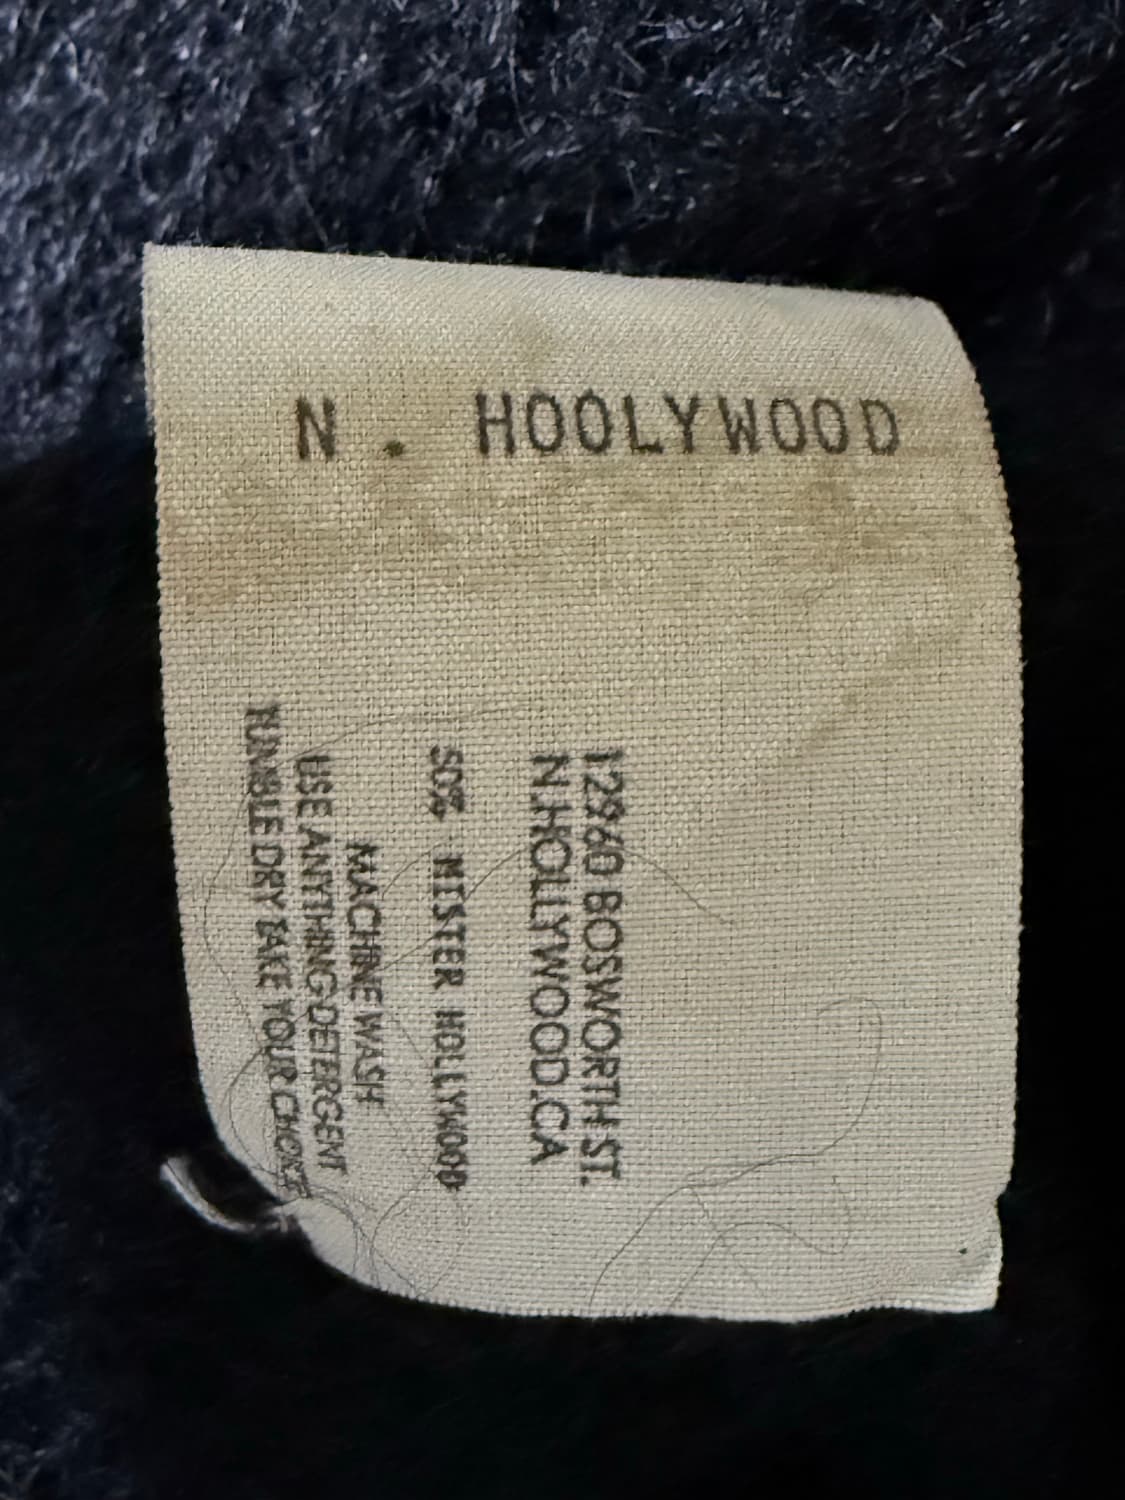 N. HOOLYWOOD
12960 BOSWORTH ST.
N.HOLLYWOOD.CA
50% MISTER HOLLYWOOD
MACHINE WASH
USE ANYTHING DETERGENT
TUMBLE DRY TAKE YOUR CHOICE